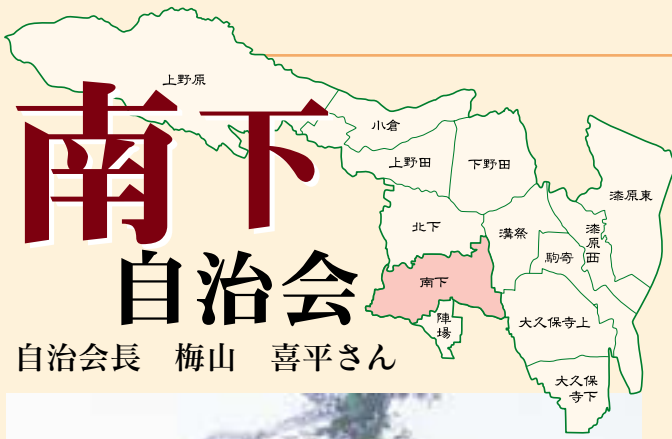 南下
自治会
自治会長　梅山　喜平さん
上野原
小倉
上野田
下野田
漆原東
漆原西
北下
溝祭
駒寄
南下
陣場
大久保寺上
大久保
寺下